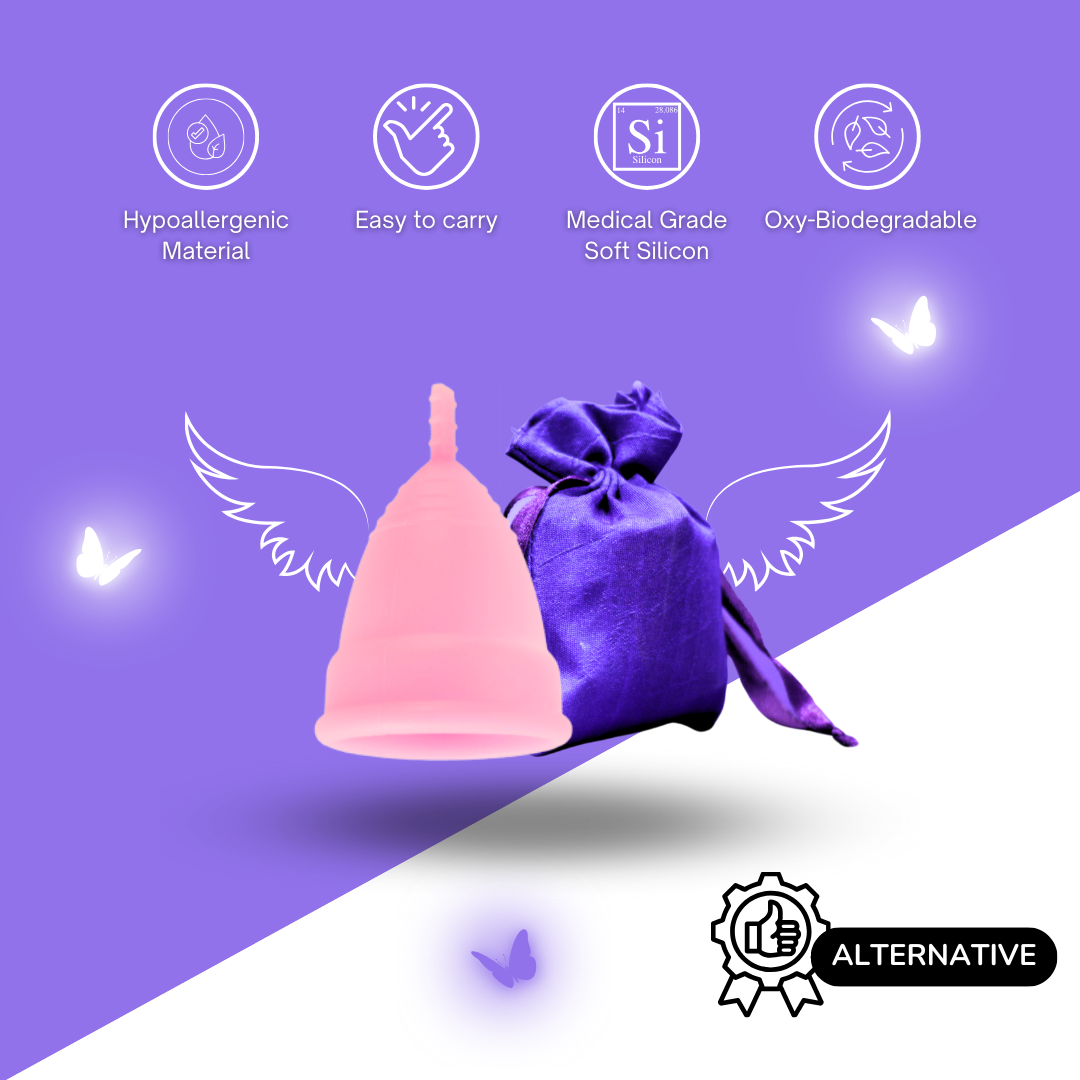 14 28.086
Si
Silicon
Hypoallergenic
Material
Easy to carry
Medical Grade
Soft Silicon
Oxy-Biodegradable
ALTERNATIVE